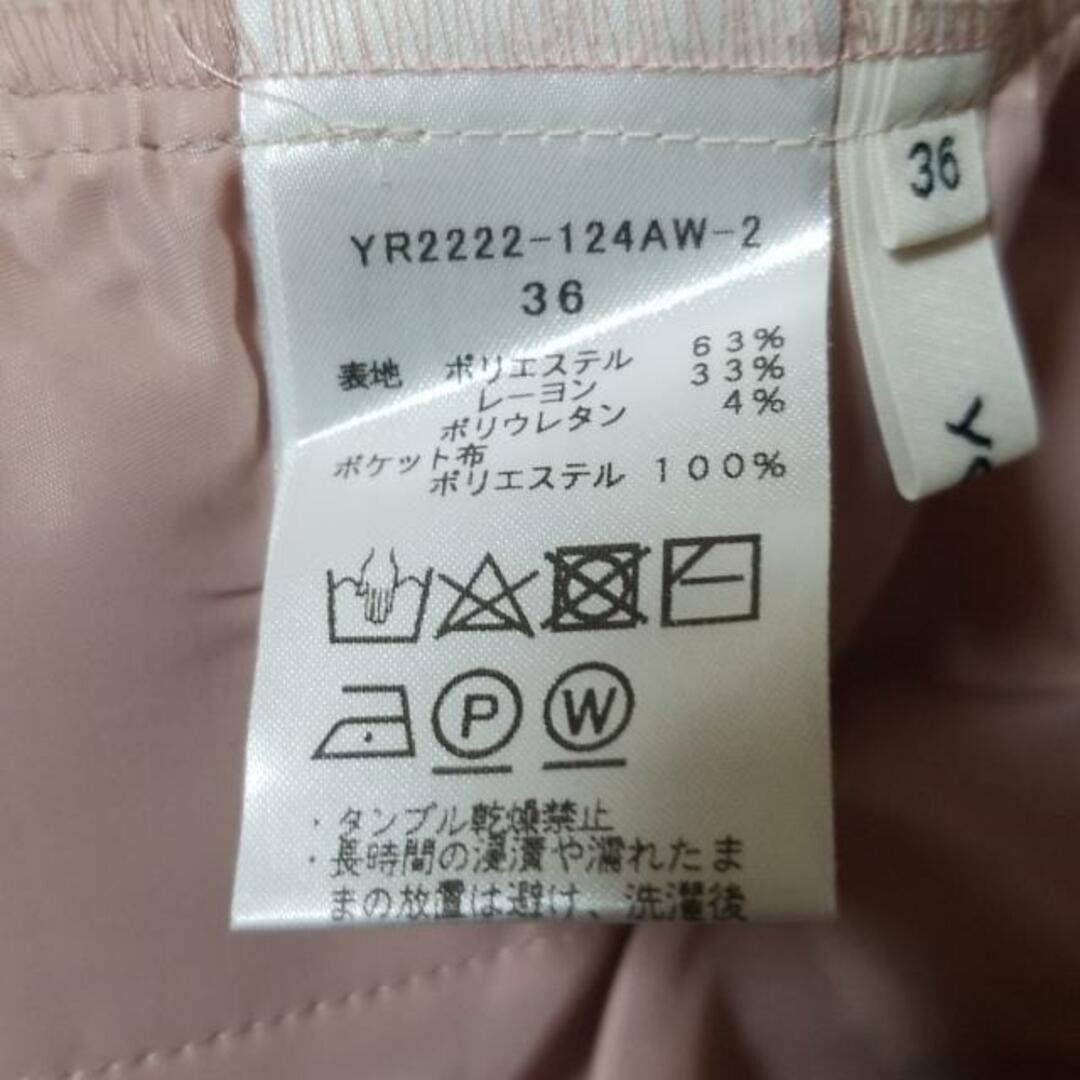 YR2222-124AW-2
36
表地 ポリエステル 63%
レーヨン 33%
ポリウレタン 4%
ポケット布
ポリエステル 100%
P W
・タンブル乾燥禁止
・長時間の浸漬や濡れたま
まの放置は避け、洗濯後
36